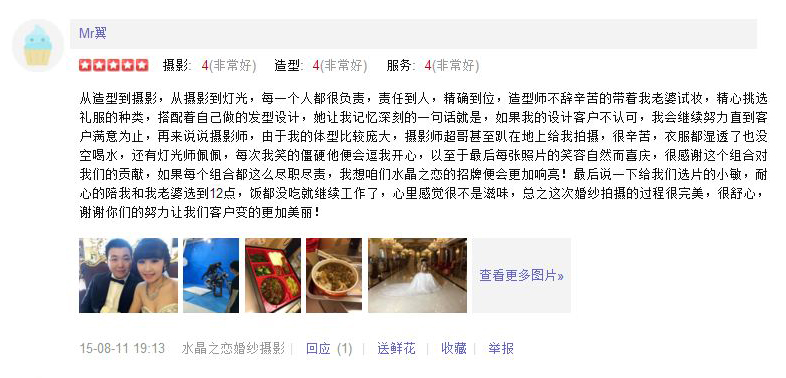 Mr翼
摄影: 4(非常好) 造型: 4(非常好) 服务: 4(非常好)
从造型到摄影，从摄影到灯光，每一个人都很负责，责任到人，精确到位，造型师不辞辛苦的带着我老婆试妆，精心挑选
礼服的种类，搭配着自己做的发型设计，她让我记忆深刻的一句话就是，如果我的设计客户不认可，我会继续努力直到客
户满意为止，再来说说摄影师，由于我的体型比较庞大，摄影师超哥甚至趴在地上给我拍摄，很辛苦，衣服都湿透了也没
空喝水，还有灯光师佩佩，每次我笑的僵硬他便会逗我开心，以至于最后每张照片的笑容自然而喜庆，很感谢这个组合对
我们的贡献，如果每个组合都这么尽职尽责，我想咱们水晶之恋的招牌便会更加响亮！最后说一下给我们选片的小敏，耐
心的陪我和我老婆选到12点，饭都没吃就继续工作了，心里感觉很不是滋味，总之这次婚纱拍摄的过程很完美，很舒心，
谢谢你们的努力让我们客户变的更加美丽！
查看更多图片»
15-08-11 19:13 水晶之恋婚纱摄影 | 回应 (1) | 送鲜花 | 收藏 | 举报